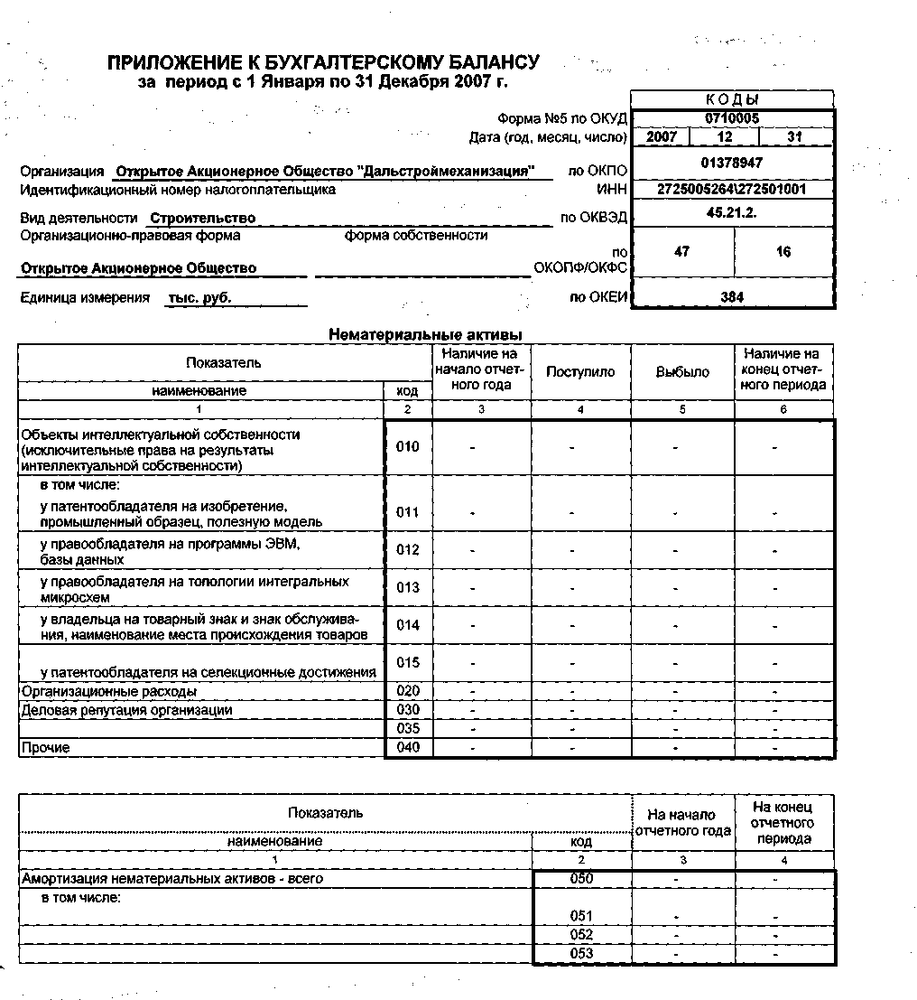 ПРИЛОЖЕНИЕ К БУХГАЛТЕРСКОМУ БАЛАНСУ
за период с 1 Января по 31 Декабря 2007 г.
КОДЫ
Форма №5 по ОКУД 0710005
Дата (год, месяц, число) 2007 12 31
Организация Открытое Акционерное Общество "Дальстроймеханизация" по ОКПО 01378947
Идентификационный номер налогоплательщика ИНН 2725005264\272501001
Вид деятельности Строительство по ОКВЭД 45.21.2.
Организационно-правовая форма форма собственности
по 47 16
Открытое Акционерное Общество ОКОПФ/ОКФС
Единица измерения тыс. руб. по ОКЕИ 384
Нематериальные активы
Показатель
Наличие на
начало отчет-
ного года
Поступило
Выбыло
Наличие на
конец отчет-
ного периода
наименование код
1 2 3 4 5 6
Объекты интеллектуальной собственности
(исключительные права на результаты
интеллектуальной собственности)
010 - - - -
в том числе:
у патентообладателя на изобретение,
промышленный образец, полезную модель
011 - - - -
у правообладателя на программы ЭВМ,
базы данных
012 - - - -
у правообладателя на топологии интегральных
микросхем
013 - - - -
у владельца на товарный знак и знак обслужива-
ния, наименование места происхождения товаров
014 - - - -
у патентообладателя на селекционные достижения
015 - - - -
Организационные расходы 020 - - - -
Деловая репутация организации 030 - - - -
035 - - - -
Прочие 040 - - - -
Показатель
На начало
отчетного года
На конец
отчетного
периода
наименование код
1 2 3 4
Амортизация нематериальных активов - всего 050 - -
в том числе:
051 - -
052 - -
053 - -